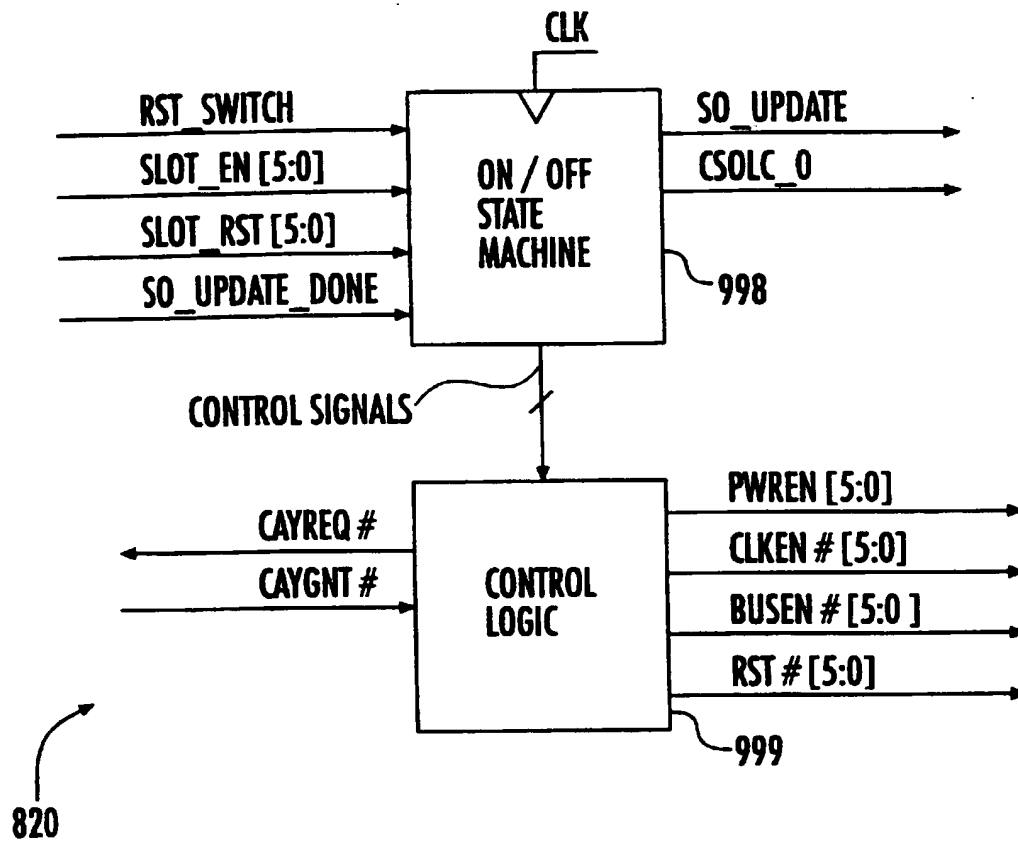 CLK
RST_SWITCH
SLOT_EN [5:0]
SLOT_RST [5:0]
SO_UPDATE_DONE
ON / OFF
STATE
MACHINE
SO_UPDATE
CSOLC_O
998
CONTROL SIGNALS
CAYREQ #
CAYGNT #
CONTROL
LOGIC
PWREN [5:0]
CLKEN # [5:0]
BUSEN # [5:0 ]
RST # [5:0]
999
820